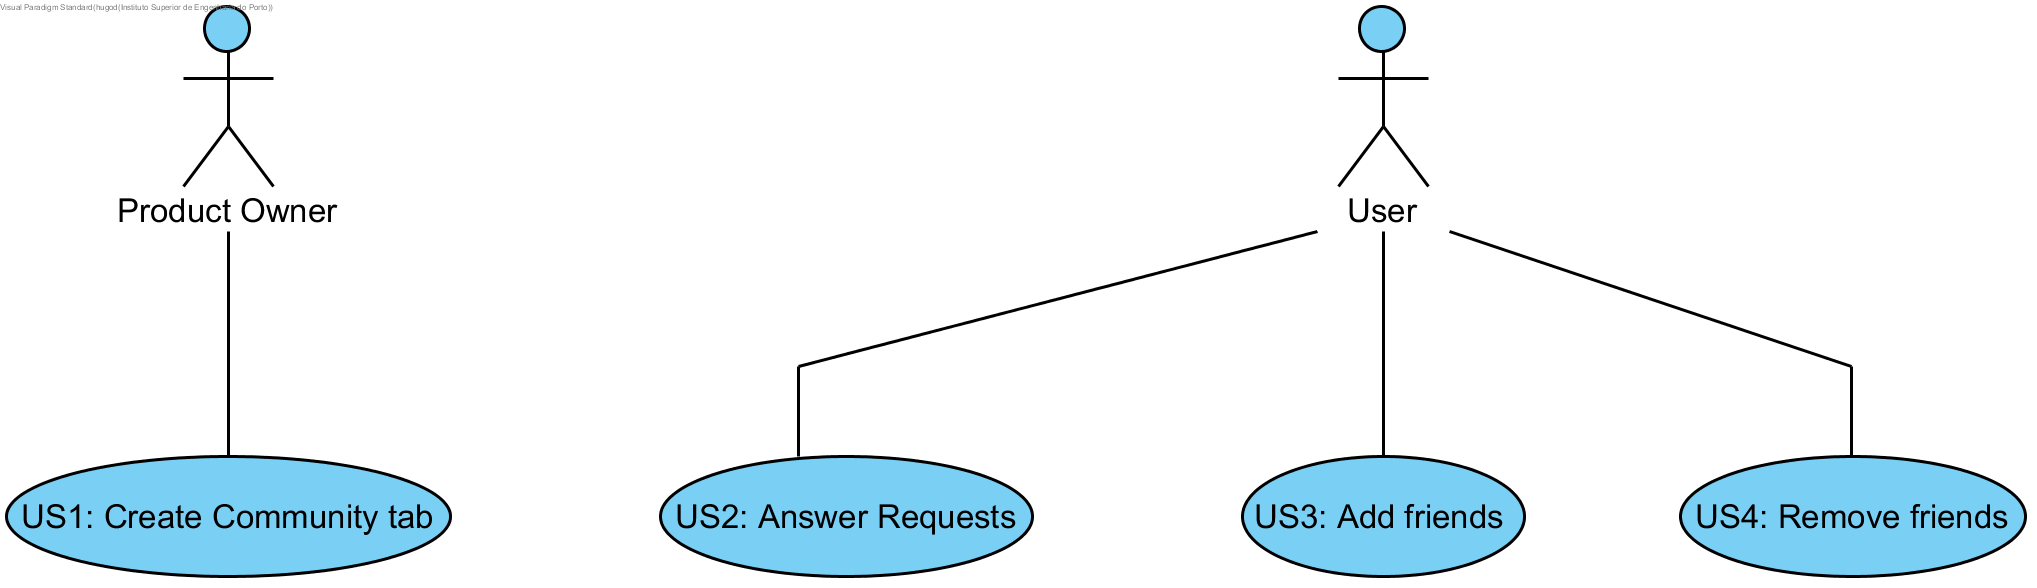 Visual Paradigm Standard(hugod(Instituto Superior de Engenharia do Porto))
Product Owner
User
US1: Create Community tab
US2: Answer Requests
US3: Add friends
US4: Remove friends